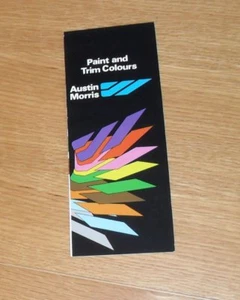 Paint and
Trim Colours
Austin
Morris